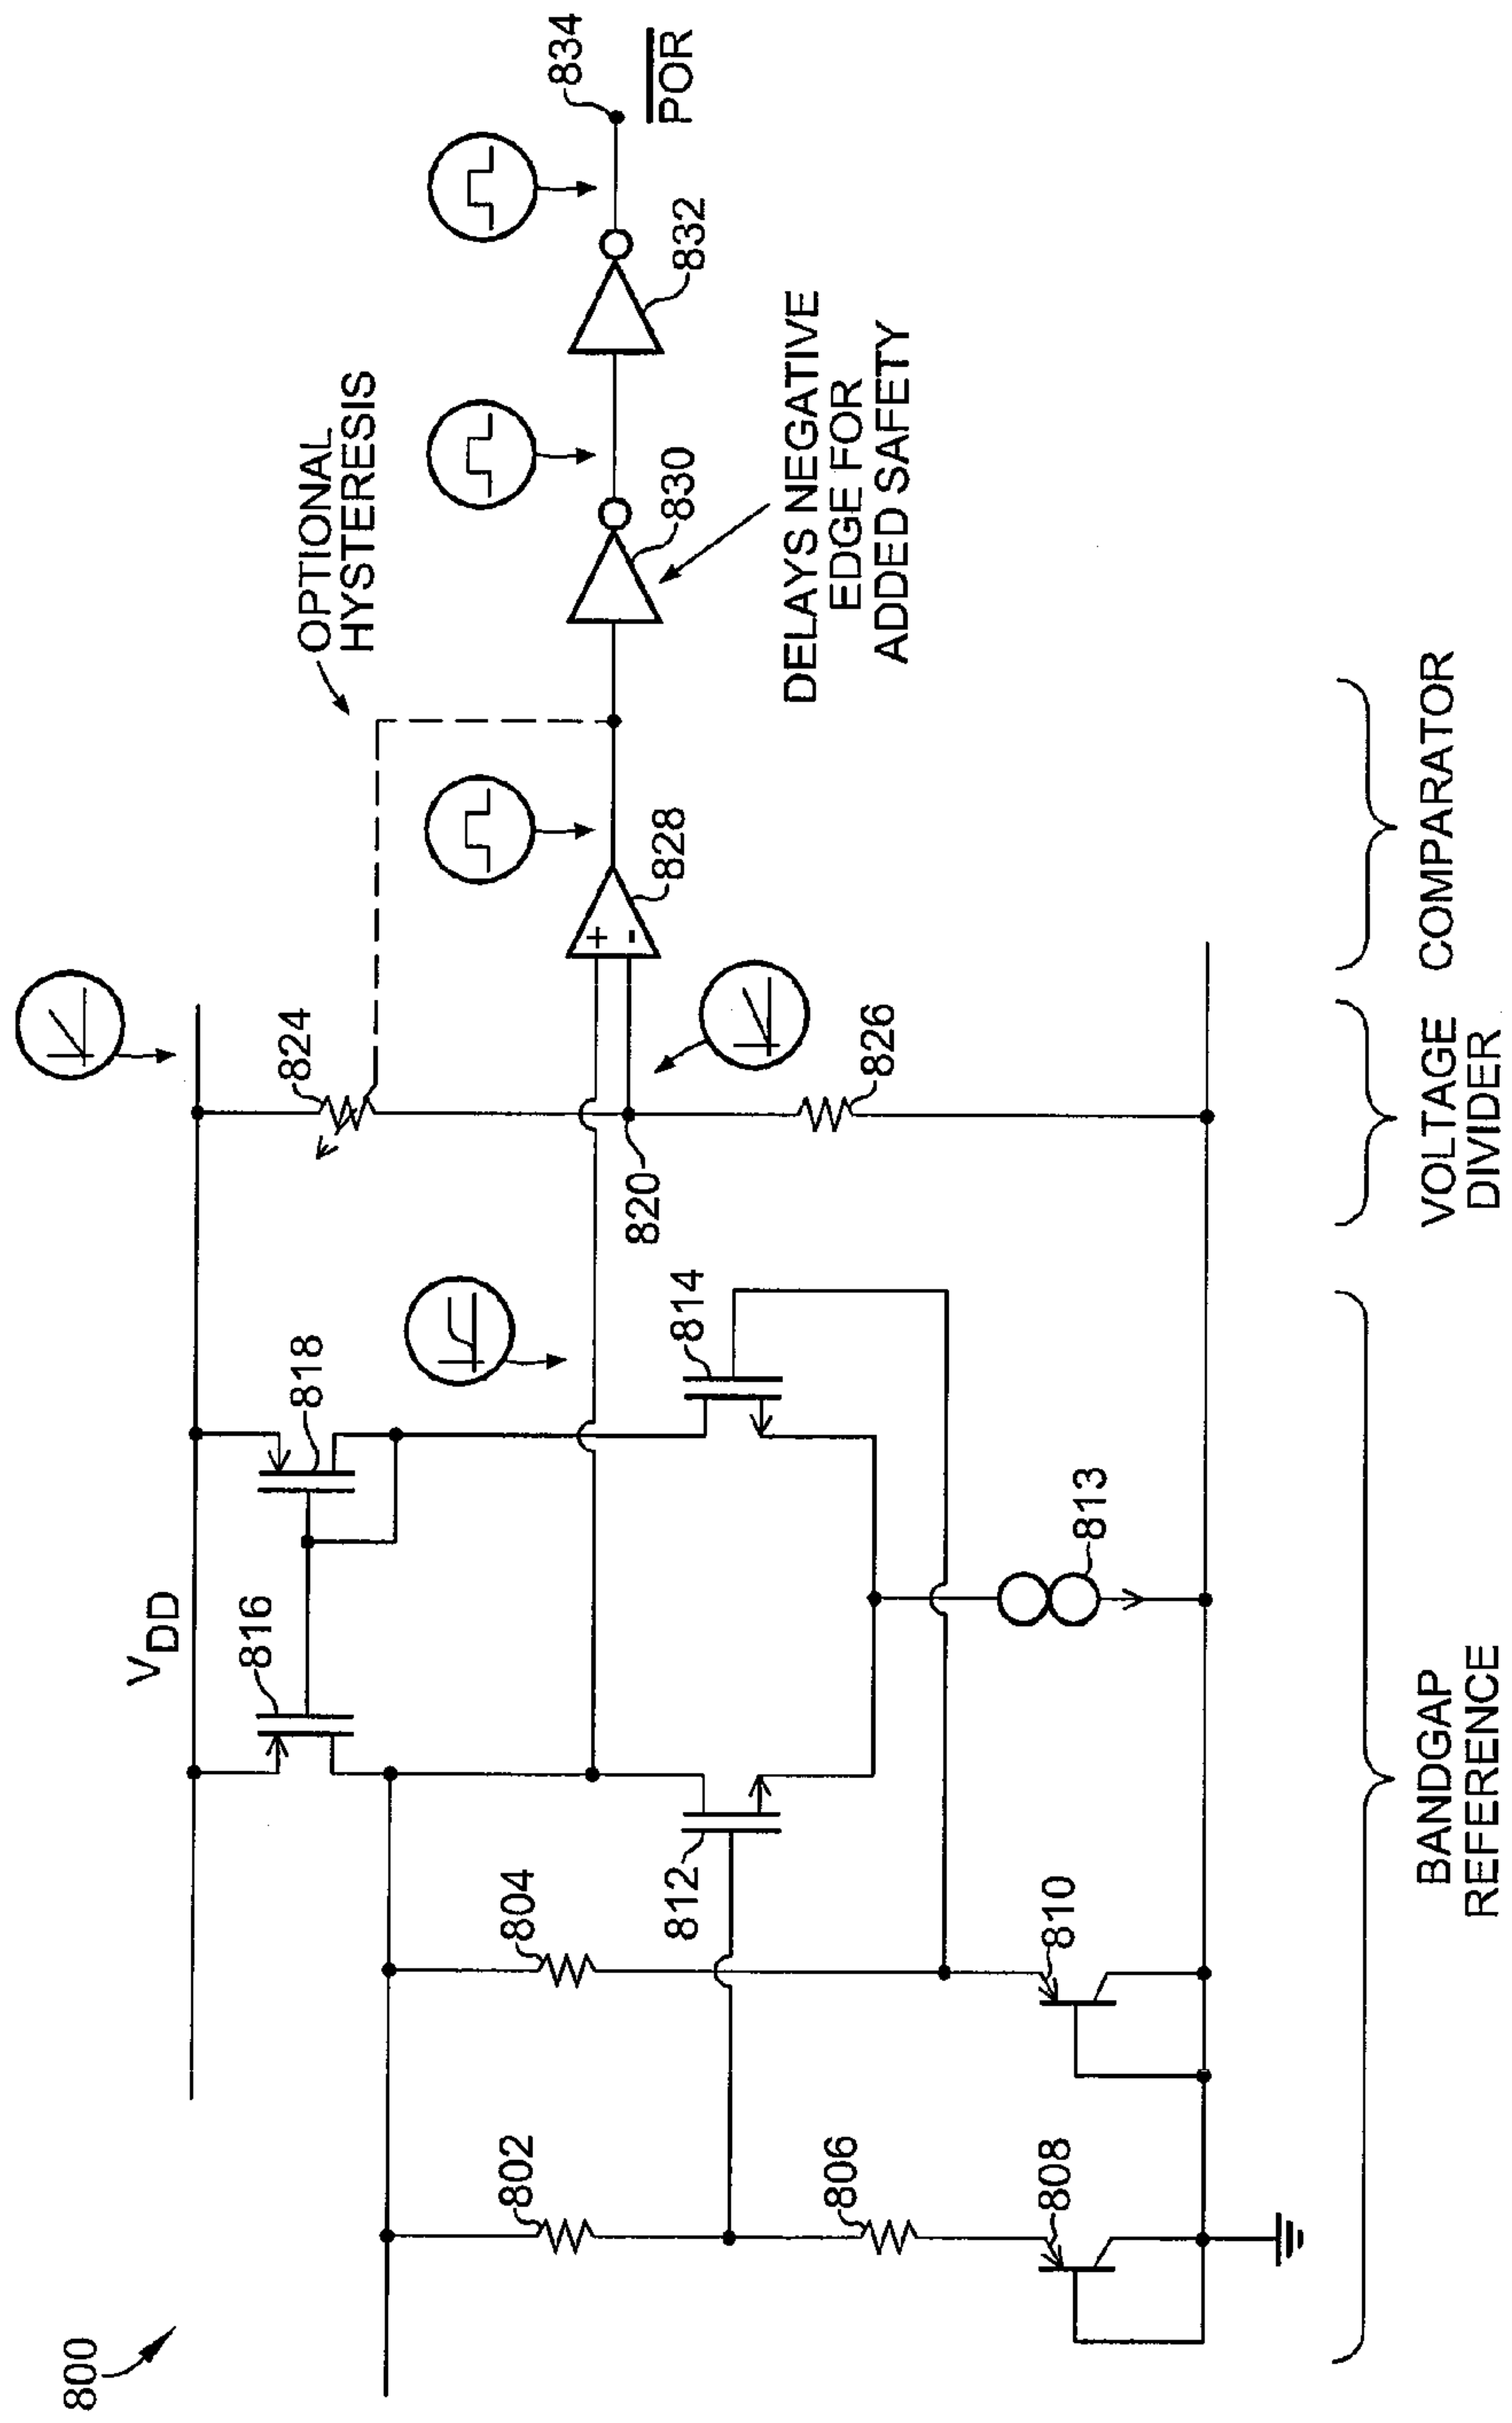 800
V DD
816
818
824
OPTIONAL
HYSTERESIS
834
POR
802
804
812
814
820
+
-
828
830
832
DELAYS NEGATIVE
EDGE FOR
ADDED SAFETY
806
808
810
813
826
BANDGAP
REFERENCE
VOLTAGE
DIVIDER
COMPARATOR